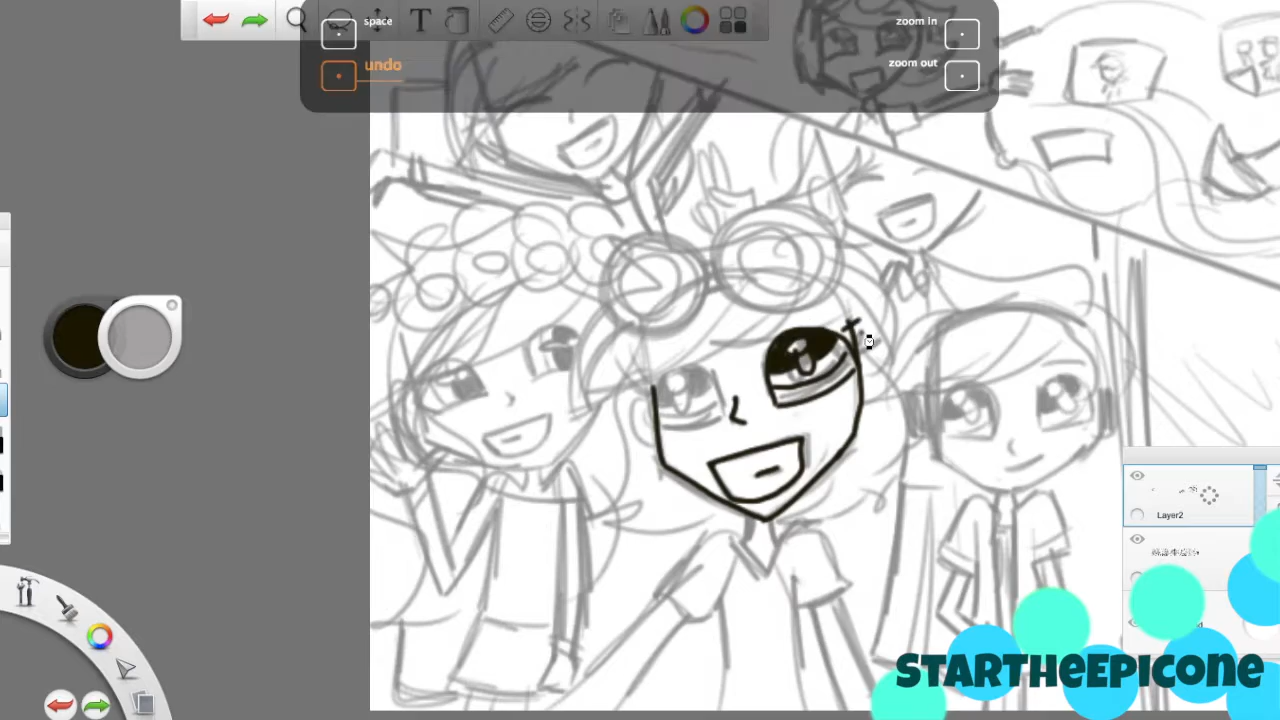 space
zoom in
undo
zoom out
Layer2
STARTHEEPICONE